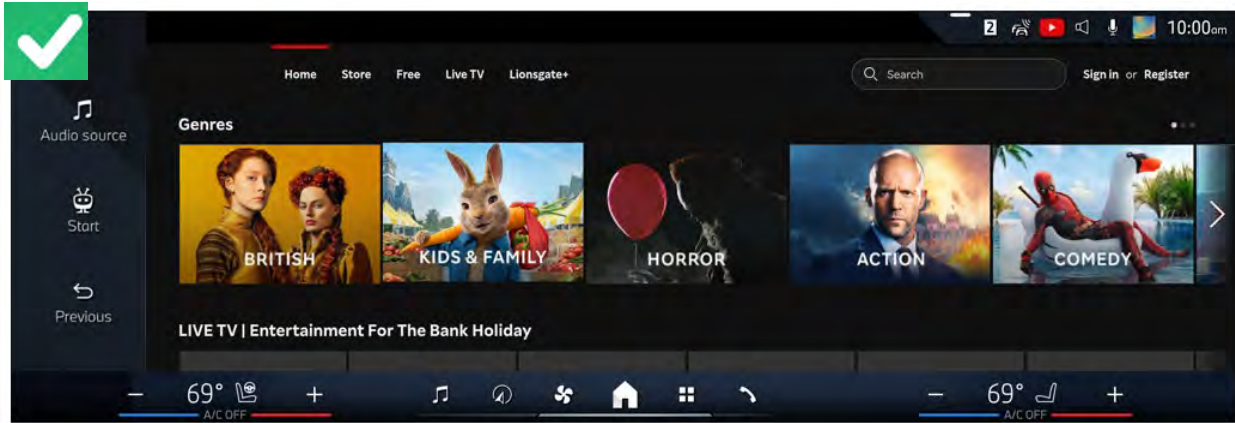 2 10:00am
Home Store Free Live TV Lionsgate+ Search Sign in or Register
Audio source
Genres
Start
BRITISH KIDS & FAMILY HORROR ACTION COMEDY
Previous
LIVE TV | Entertainment For The Bank Holiday
− 69° + − 69° +
A/C OFF A/C OFF